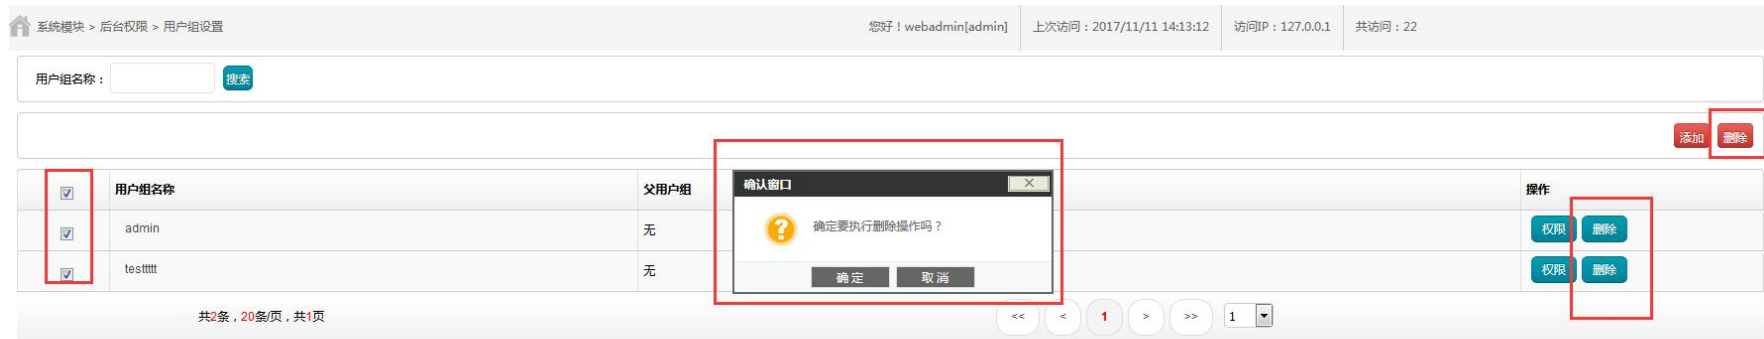 系统模块 > 后台权限 > 用户组设置 您好！webadmin[admin] 上次访问：2017/11/11 14:13:12 访问IP：127.0.0.1 共访问：22
用户组名称： 搜索
添加 删除
用户组名称 父用户组 操作
确认窗口
admin 无 权限 删除
确定要执行删除操作吗？
testtttt 无 权限 删除
确定 取消
共2条，20条/页，共1页 << < 1 > >> 1